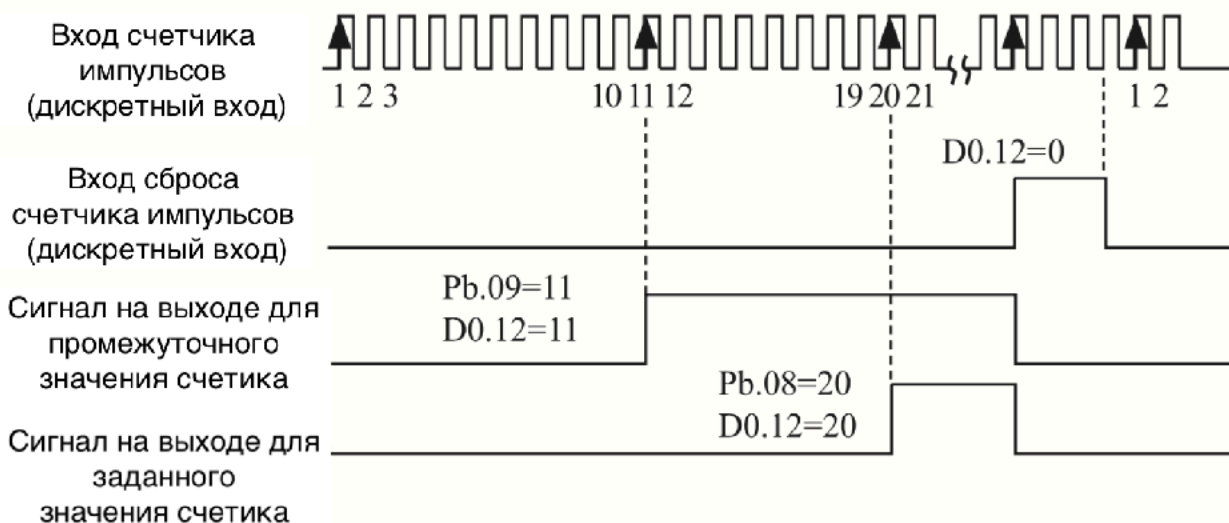 Вход счетчика
импульсов
(дискретный вход)
1 2 3
10 11 12
19 20 21
1 2
D0.12=0
Вход сброса
счетчика импульсов
(дискретный вход)
Pb.09=11
D0.12=11
Сигнал на выходе для
промежуточного
значения счетика
Pb.08=20
D0.12=20
Сигнал на выходе для
заданного
значения счетика